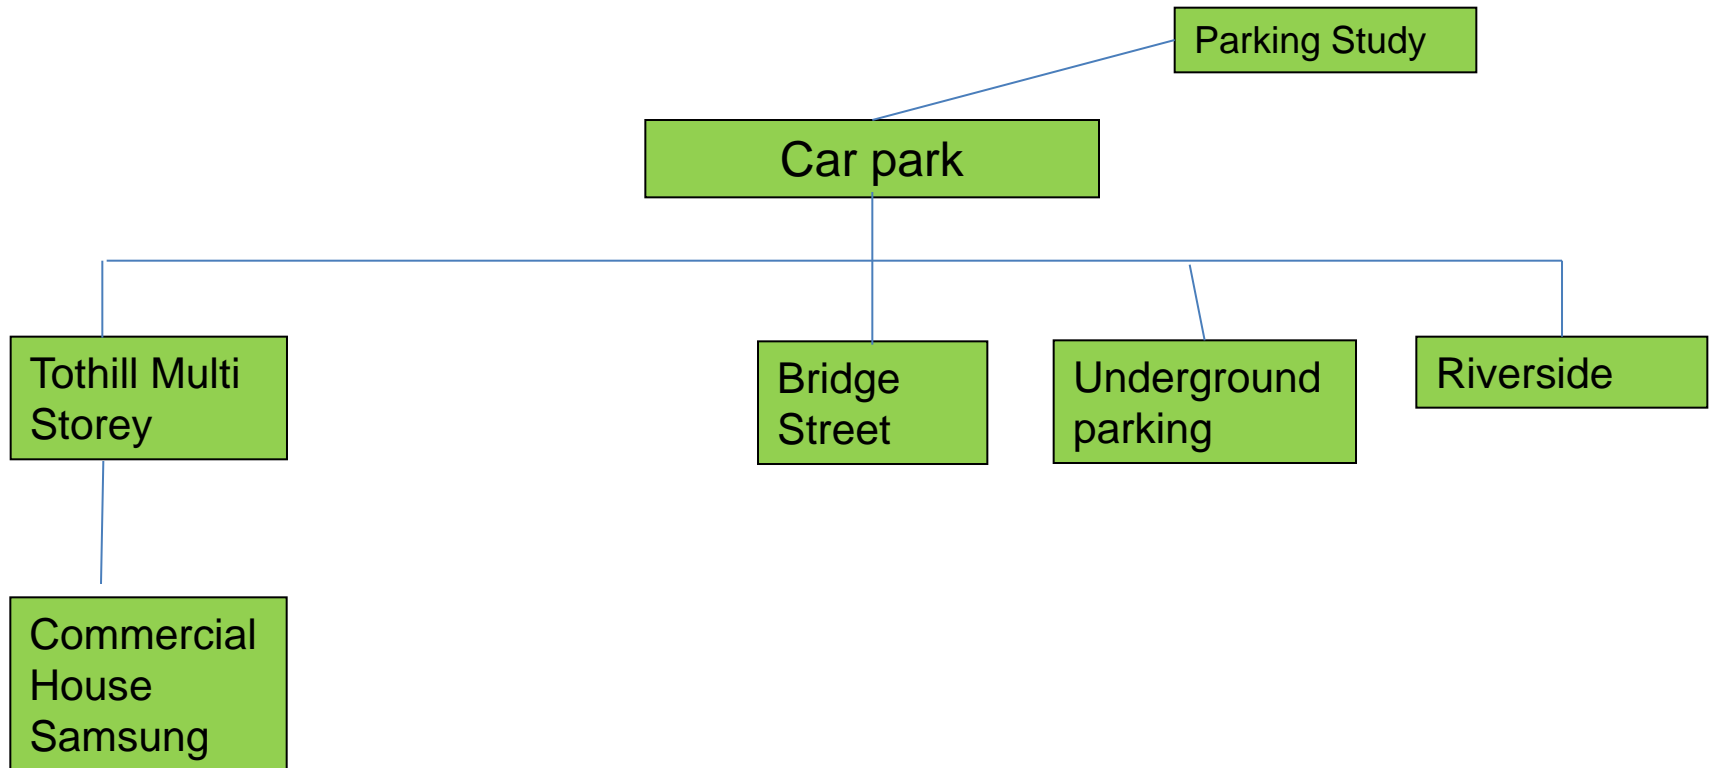 Parking Study
Car park
Tothill Multi
Storey
Bridge
Street
Underground
parking
Riverside
Commercial
House
Samsung